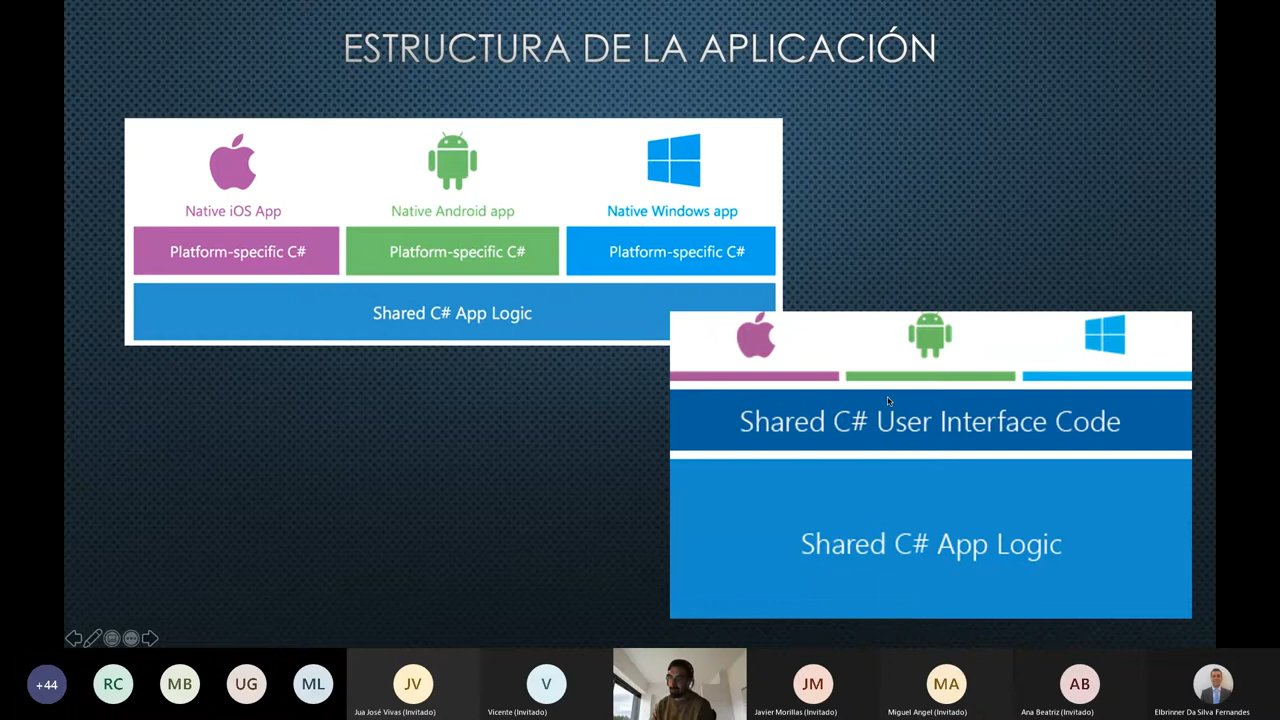 ESTRUCTURA DE LA APLICACIÓN
Native iOS App
Native Android app
Native Windows app
Platform-specific C#
Platform-specific C#
Platform-specific C#
Shared C# App Logic
Shared C# User Interface Code
Shared C# App Logic
+44
RC
MB
UG
ML
JV
Jua José Vivas (Invitado)
V
Vicente (Invitado)
JM
Javier Morillas (Invitado)
MA
Miguel Angel (Invitado)
AB
Ana Beatriz (Invitado)
Elbrinner Da Silva Fernandes